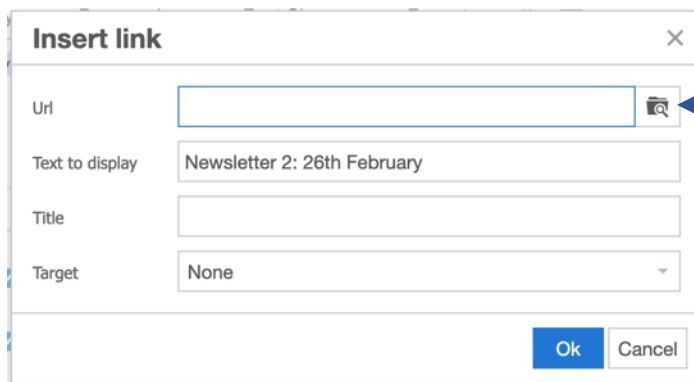 Insert link
Url
Text to display Newsletter 2: 26th February
Title
Target None
Ok Cancel